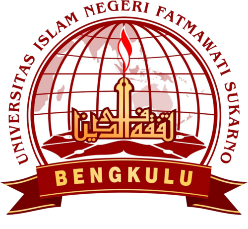 UNIVERSITAS ISLAM NEGERI FATMAWATI SUKARNO
BENGKULU